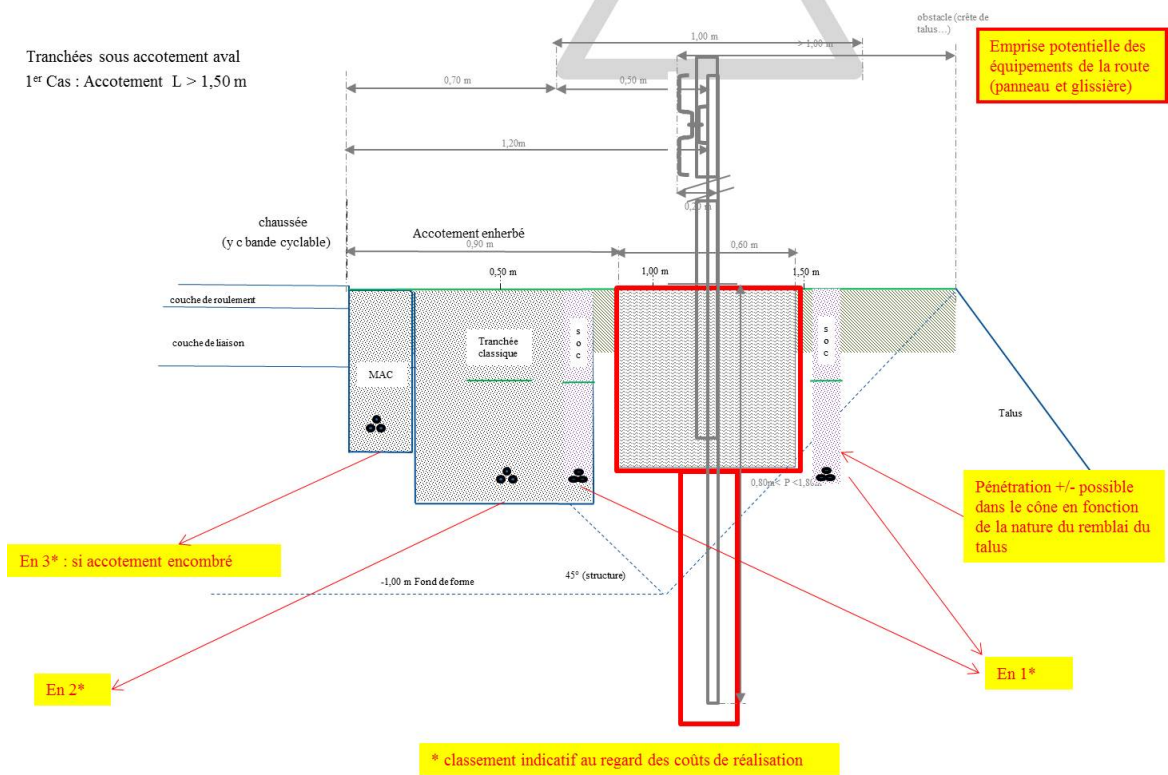 Tranchées sous accotement aval
1er Cas : Accotement L > 1,50 m
obstacle (crête de
talus…)
1,00 m
> 1,00 m
Emprise potentielle des
équipements de la route
(panneau et glissière)
0,70 m
0,50 m
1,20m
0,20 m
chaussée
(y c bande cyclable)
Accotement enherbé
0,90 m
0,60 m
0,50 m
1,00 m
1,50 m
couche de roulement
couche de liaison
MAC
Tranchée
classique
s
o
c
s
o
c
Talus
0,80m< P <1,80m
Pénétration +/- possible
dans le cône en fonction
de la nature du remblai du
talus
En 3* : si accotement encombré
-1,00 m Fond de forme
45° (structure)
En 2*
En 1*
* classement indicatif au regard des coûts de réalisation